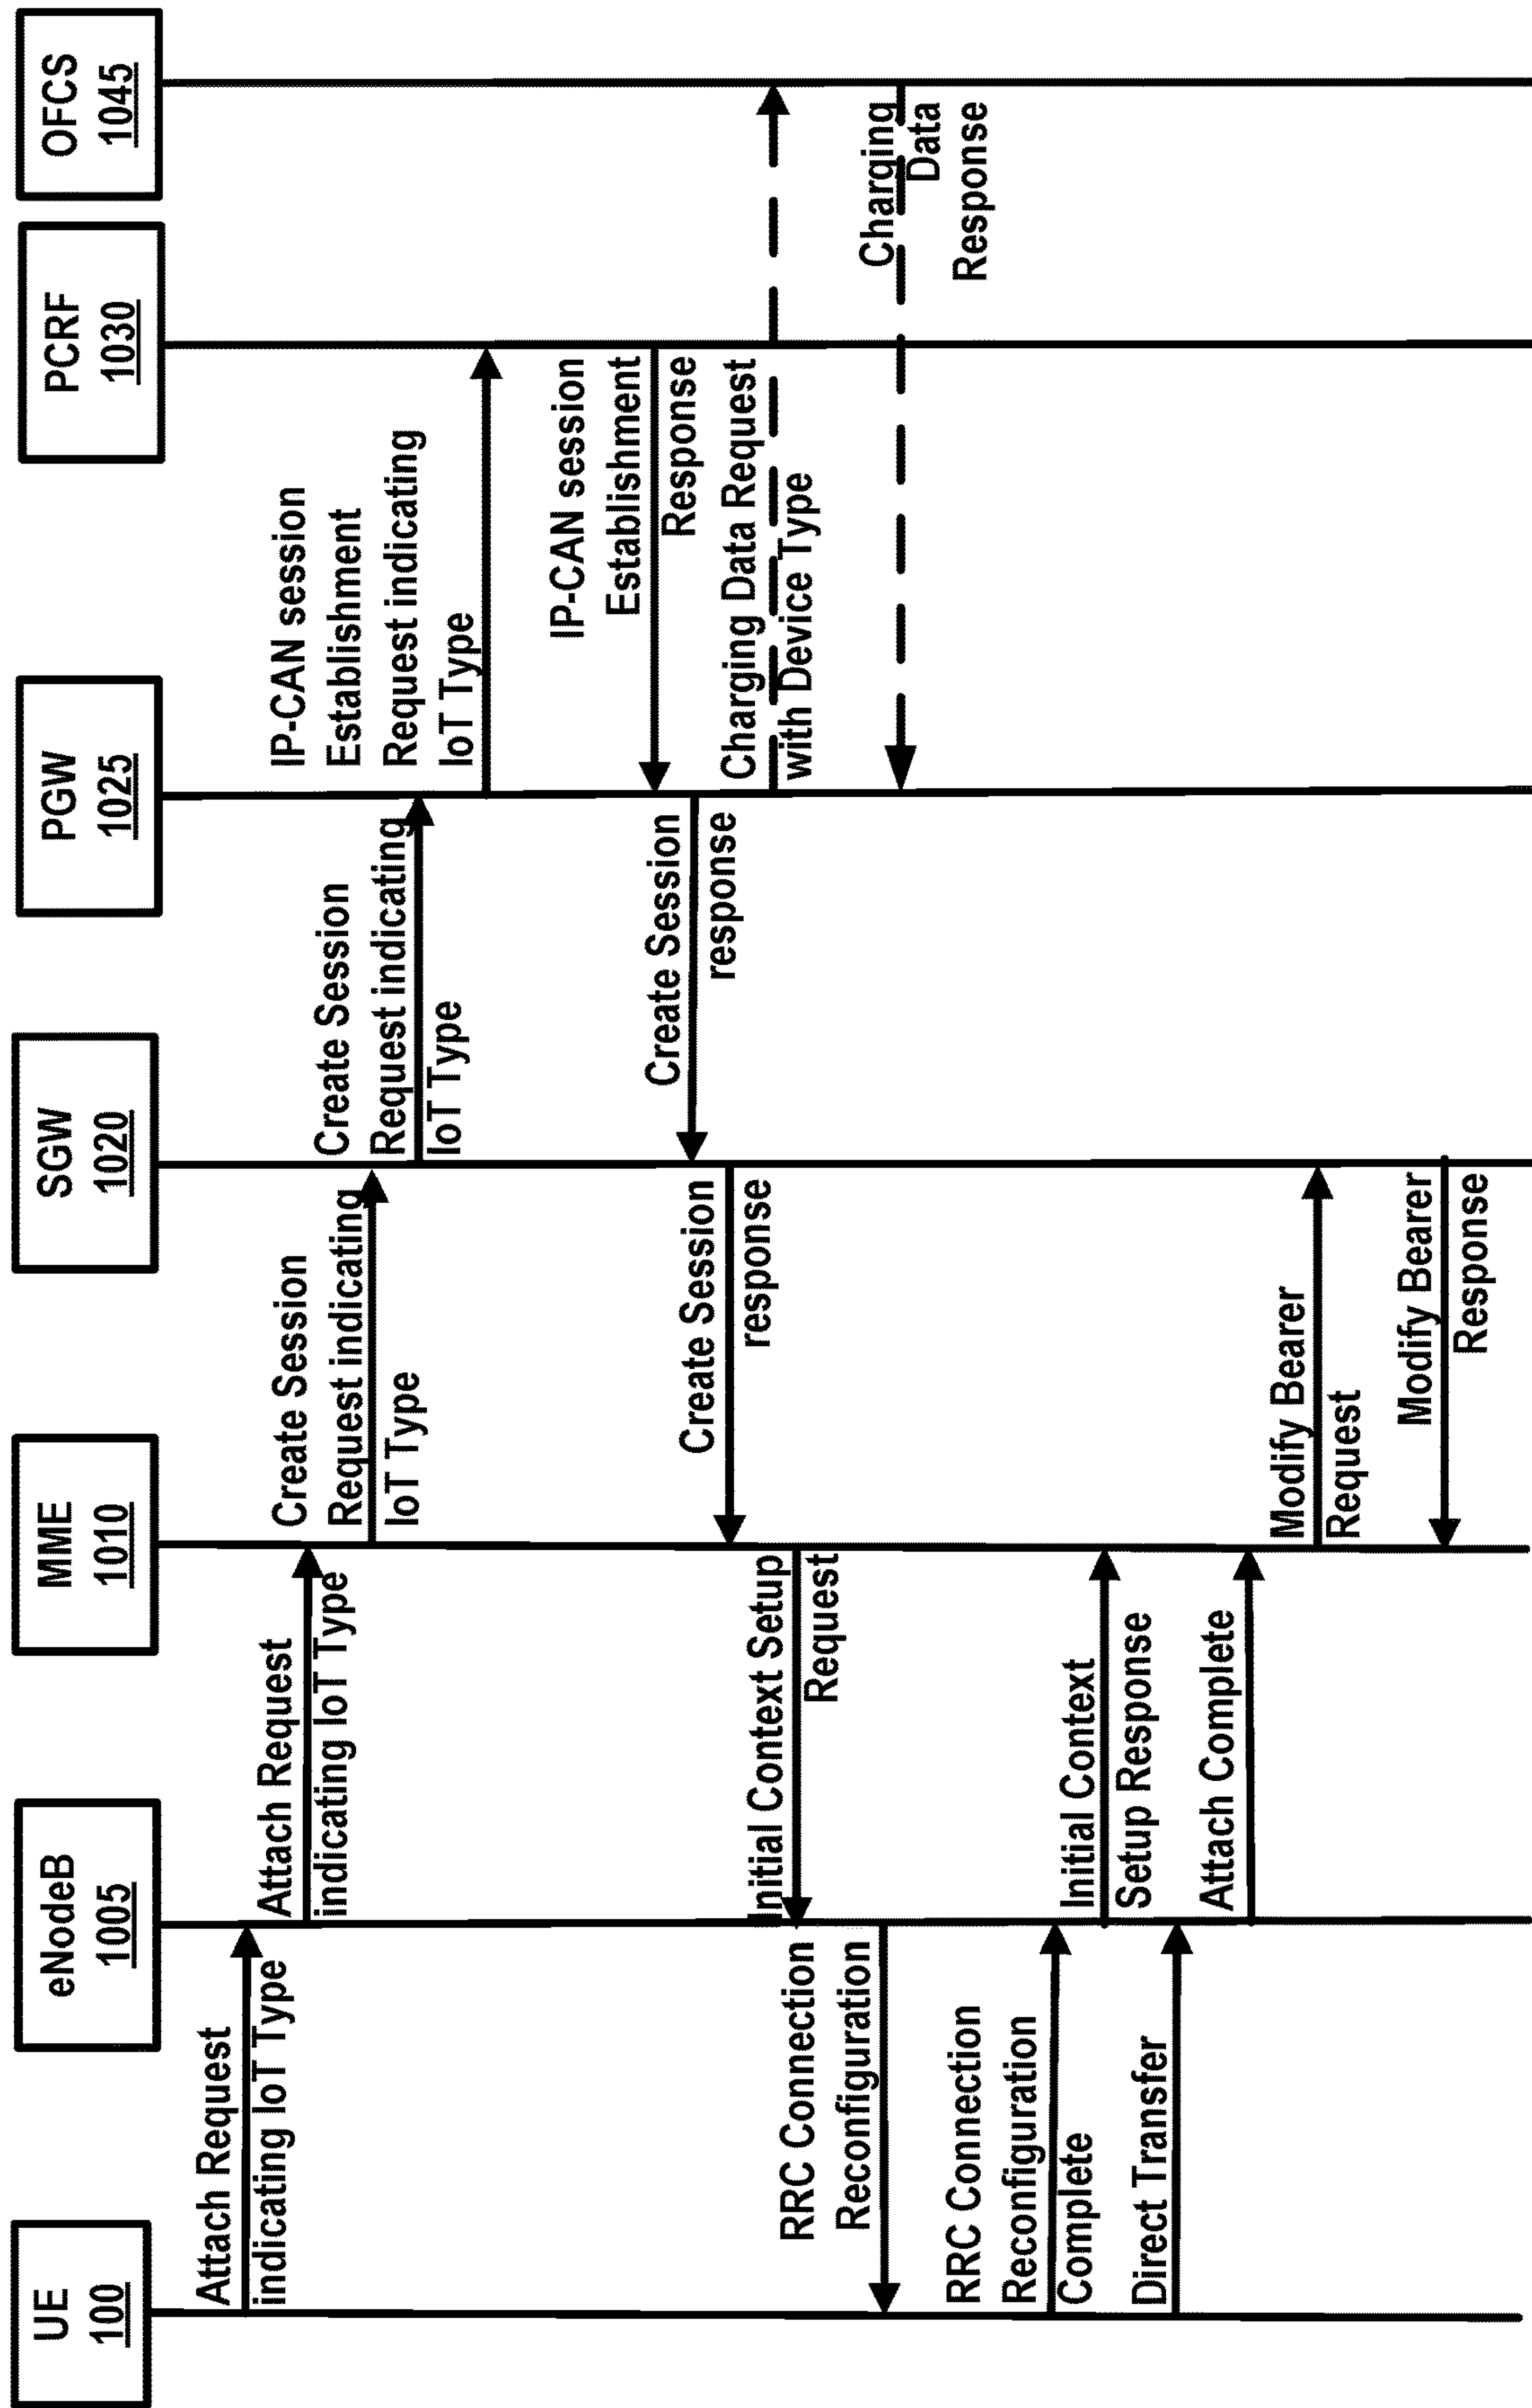 UE
100
eNodeB
1005
MME
1010
SGW
1020
PGW
1025
PCRF
1030
OFCS
1045
Attach Request
indicating IoT Type
Attach Request
indicating IoT Type
Create Session
Request indicating
IoT Type
Create Session
Request indicating
IoT Type
IP-CAN session
Establishment
Request indicating
IoT Type
IP-CAN session
Establishment
Response
Create Session
response
Create Session
response
Charging Data Request
with Device Type
Charging
Data
Response
Initial Context Setup
Request
RRC Connection
Reconfiguration
RRC Connection
Reconfiguration
Complete
Initial Context
Setup Response
Direct Transfer
Attach Complete
Modify Bearer
Request
Modify Bearer
Response